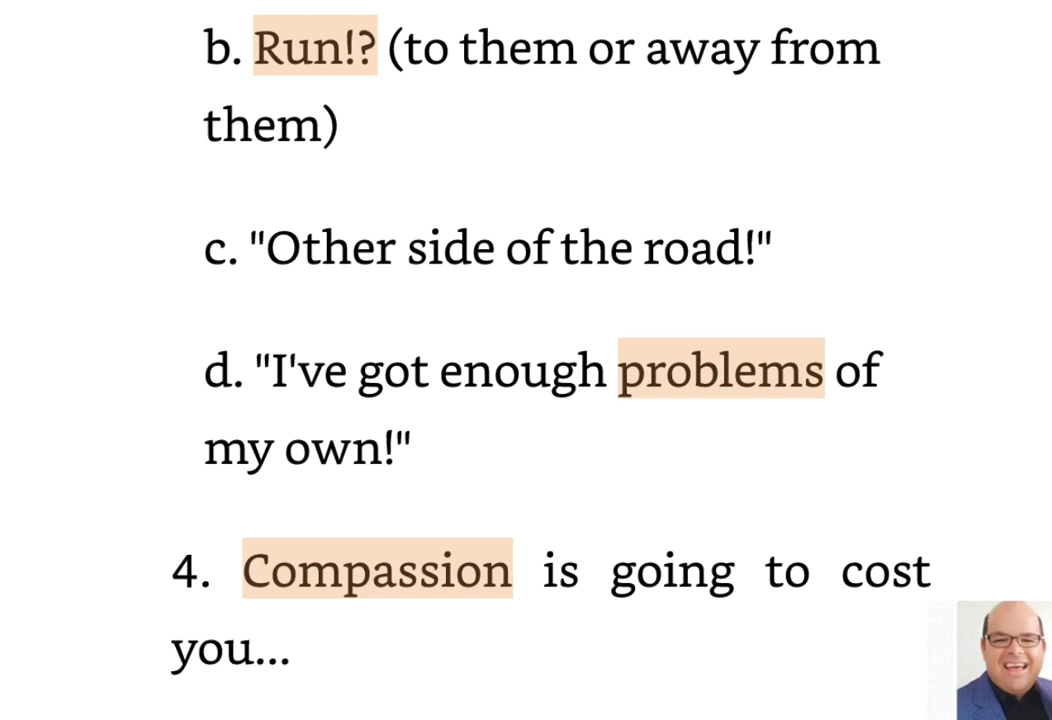 b. Run!? (to them or away from
them)
c. "Other side of the road!"
d. "I've got enough problems of
my own!"
4. Compassion is going to cost
you...